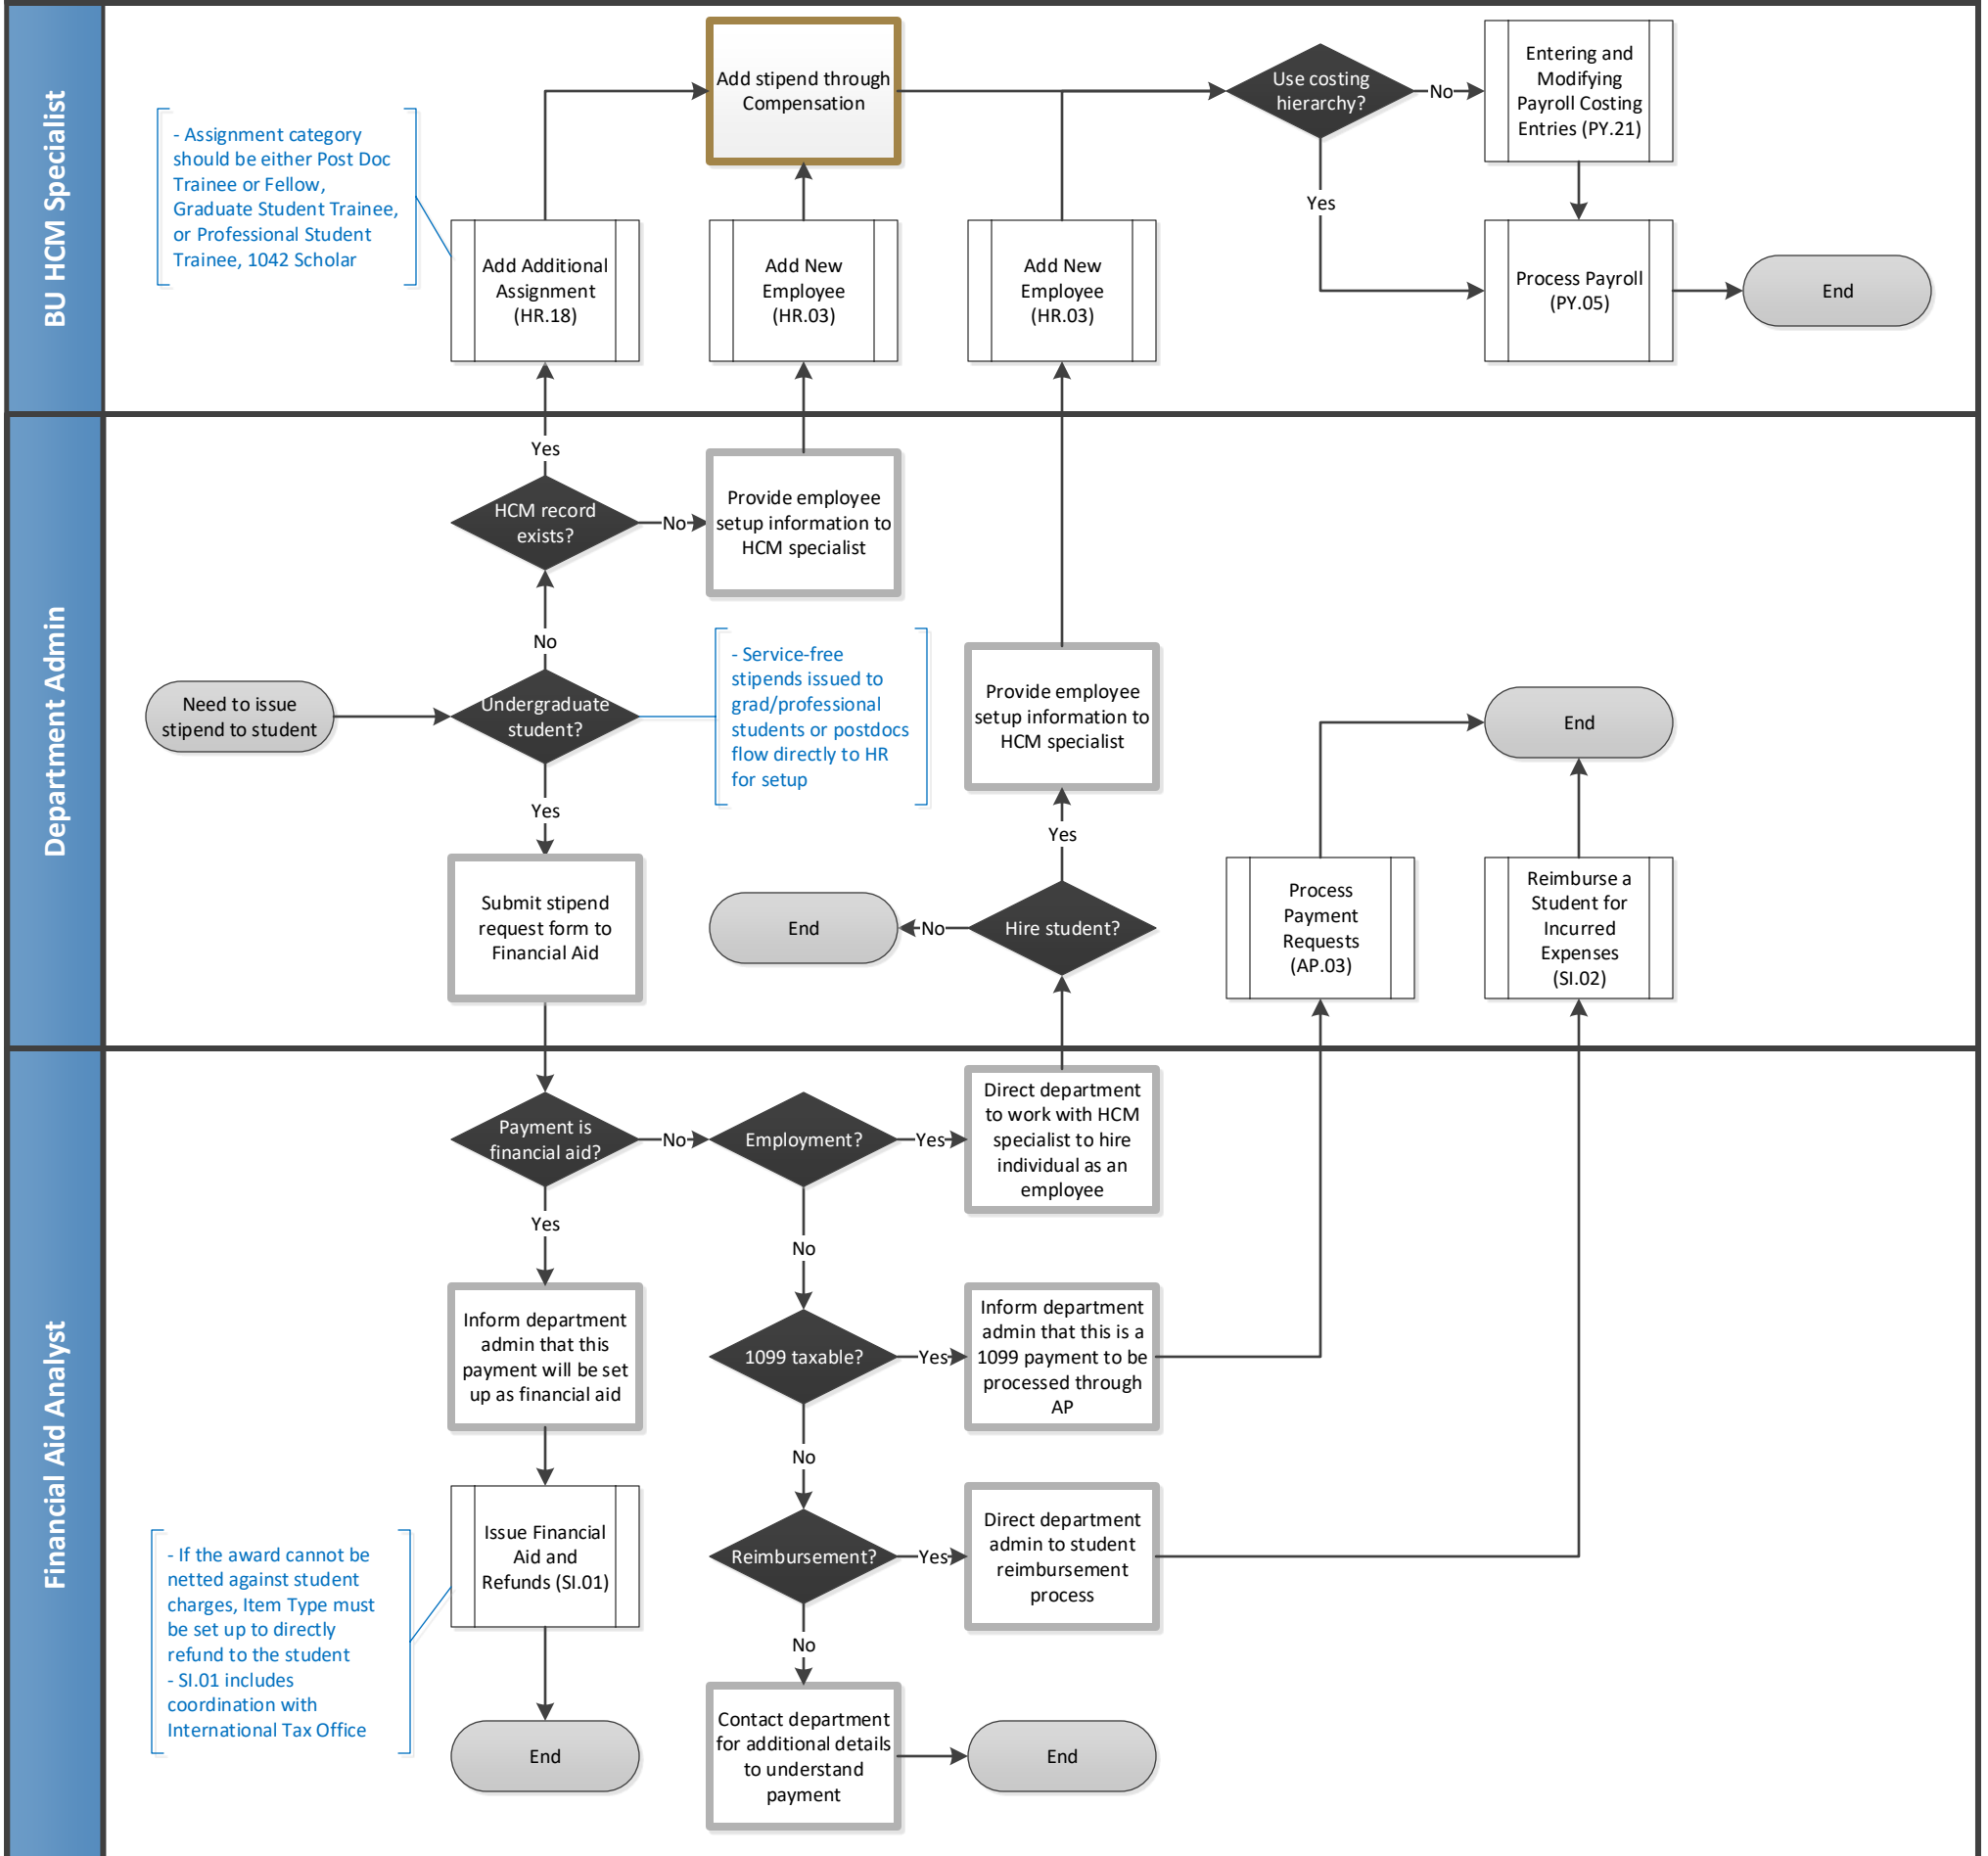 BU HCM Specialist
- Assignment category
should be either Post Doc
Trainee or Fellow,
Graduate Student Trainee,
or Professional Student
Trainee, 1042 Scholar
Add stipend through
Compensation
Use costing
hierarchy?
No
Entering and
Modifying
Payroll Costing
Entries (PY.21)
Yes
Add Additional
Assignment
(HR.18)
Add New
Employee
(HR.03)
Add New
Employee
(HR.03)
Process Payroll
(PY.05)
End
Department Admin
Yes
HCM record
exists?
No
Provide employee
setup information to
HCM specialist
No
Need to issue
stipend to student
Undergraduate
student?
- Service-free
stipends issued to
grad/professional
students or postdocs
flow directly to HR
for setup
Provide employee
setup information to
HCM specialist
End
Yes
Yes
Submit stipend
request form to
Financial Aid
End
No
Hire student?
Process
Payment
Requests
(AP.03)
Reimburse a
Student for
Incurred
Expenses
(SI.02)
Financial Aid Analyst
Payment is
financial aid?
No
Employment?
Yes
Direct department
to work with HCM
specialist to hire
individual as an
employee
Yes
No
Inform department
admin that this
payment will be set
up as financial aid
1099 taxable?
Yes
Inform department
admin that this is a
1099 payment to be
processed through
AP
No
- If the award cannot be
netted against student
charges, Item Type must
be set up to directly
refund to the student
- SI.01 includes
coordination with
International Tax Office
Issue Financial
Aid and
Refunds (SI.01)
Reimbursement?
Yes
Direct department
admin to student
reimbursement
process
No
End
Contact department
for additional details
to understand
payment
End